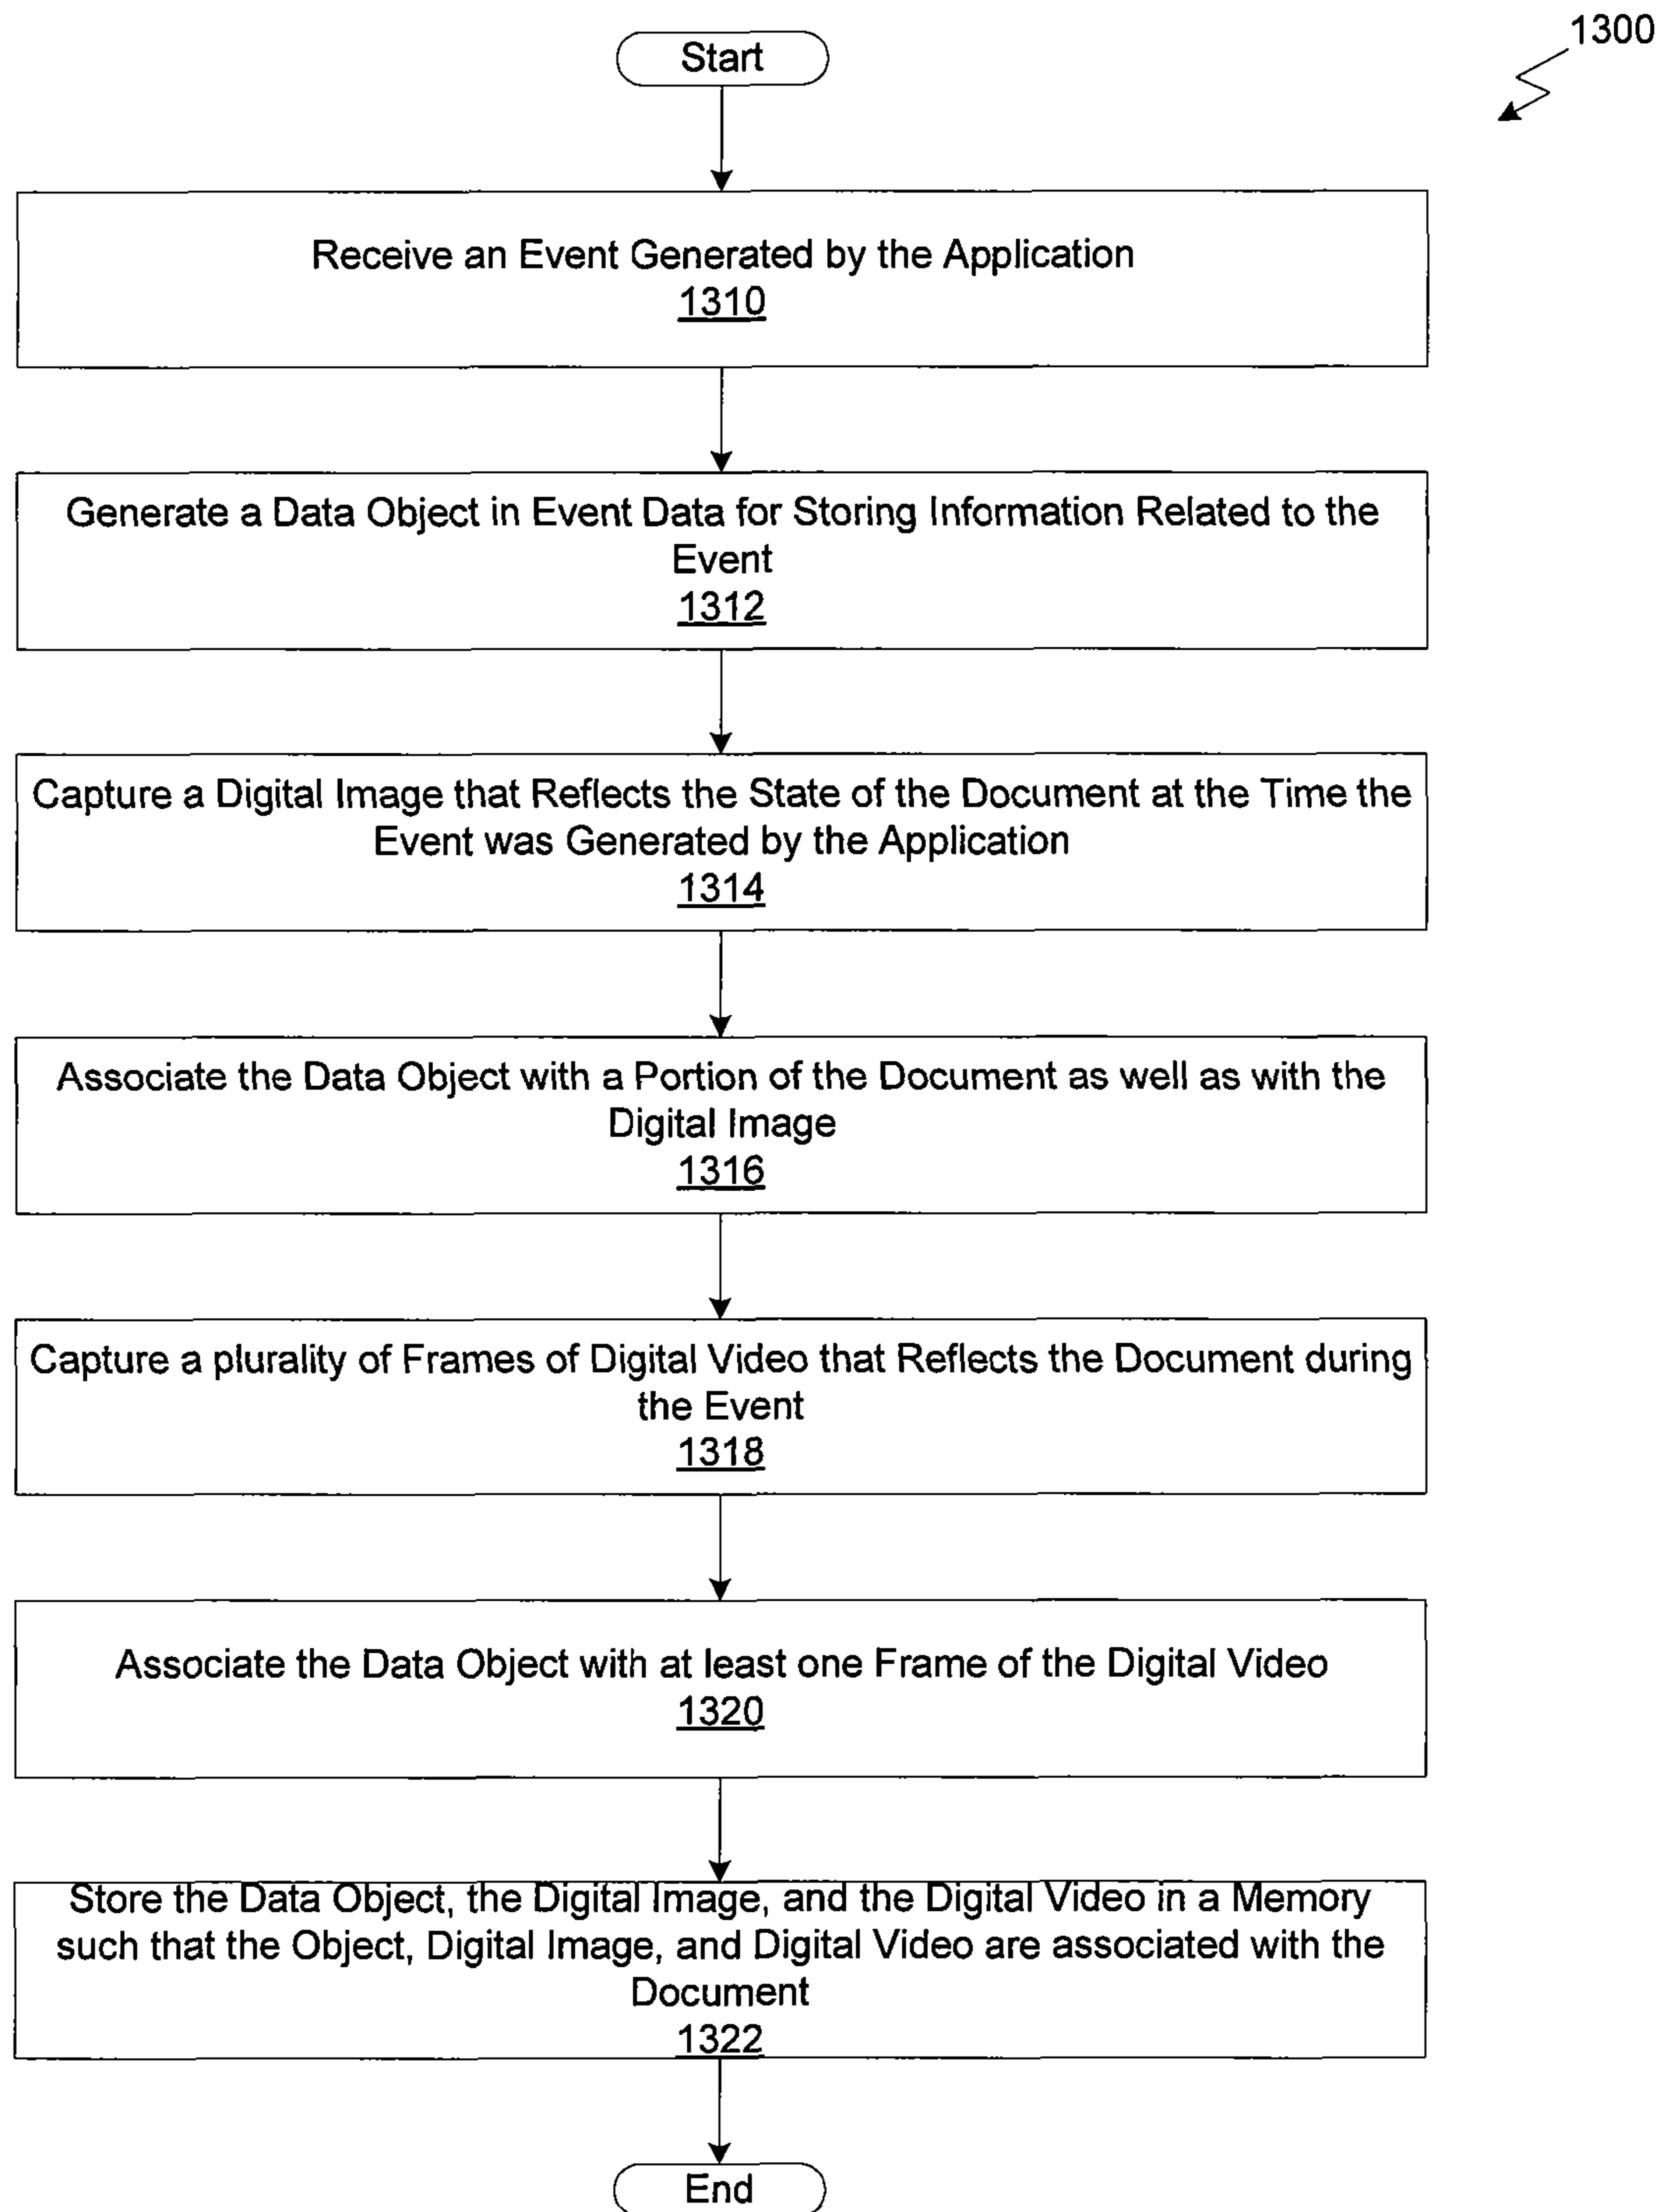 1300
Start
Receive an Event Generated by the Application
1310
Generate a Data Object in Event Data for Storing Information Related to the
Event
1312
Capture a Digital Image that Reflects the State of the Document at the Time the
Event was Generated by the Application
1314
Associate the Data Object with a Portion of the Document as well as with the
Digital Image
1316
Capture a plurality of Frames of Digital Video that Reflects the Document during
the Event
1318
Associate the Data Object with at least one Frame of the Digital Video
1320
Store the Data Object, the Digital Image, and the Digital Video in a Memory
such that the Object, Digital Image, and Digital Video are associated with the
Document
1322
End